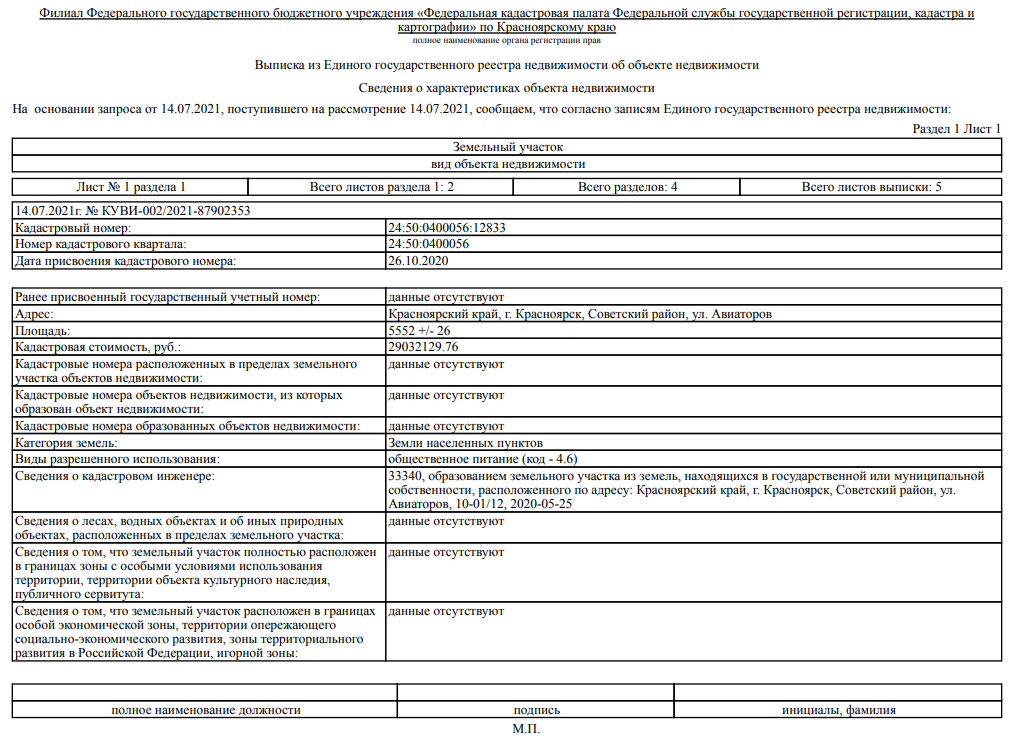 Филиал Федерального государственного бюджетного учреждения «Федеральная кадастровая палата Федеральной службы государственной регистрации, кадастра и
картографии» по Красноярскому краю
полное наименование органа регистрации прав
Выписка из Единого государственного реестра недвижимости об объекте недвижимости
Сведения о характеристиках объекта недвижимости
На основании запроса от 14.07.2021, поступившего на рассмотрение 14.07.2021, сообщаем, что согласно записям Единого государственного реестра недвижимости:
Раздел 1 Лист 1
Земельный участок
вид объекта недвижимости
Лист № 1 раздела 1 Всего листов раздела 1: 2 Всего разделов: 4 Всего листов выписки: 5
14.07.2021г. № КУВИ-002/2021-87902353
Кадастровый номер: 24:50:0400056:12833
Номер кадастрового квартала: 24:50:0400056
Дата присвоения кадастрового номера: 26.10.2020
Ранее присвоенный государственный учетный номер: данные отсутствуют
Адрес: Красноярский край, г. Красноярск, Советский район, ул. Авиаторов
Площадь: 5552 +/- 26
Кадастровая стоимость, руб.: 29032129.76
Кадастровые номера расположенных в пределах земельного данные отсутствуют
участка объектов недвижимости:
Кадастровые номера объектов недвижимости, из которых данные отсутствуют
образован объект недвижимости:
Кадастровые номера образованных объектов недвижимости: данные отсутствуют
Категория земель: Земли населенных пунктов
Виды разрешенного использования: общественное питание (код - 4.6)
Сведения о кадастровом инженере: 33340, образованием земельного участка из земель, находящихся в государственной или муниципальной
собственности, расположенного по адресу: Красноярский край, г. Красноярск, Советский район, ул.
Авиаторов, 10-01/12, 2020-05-25
Сведения о лесах, водных объектах и об иных природных данные отсутствуют
объектах, расположенных в пределах земельного участка:
Сведения о том, что земельный участок полностью расположен данные отсутствуют
в границах зоны с особыми условиями использования
территории, территории объекта культурного наследия,
публичного сервитута:
Сведения о том, что земельный участок расположен в границах данные отсутствуют
особой экономической зоны, территории опережающего
социально-экономического развития, зоны территориального
развития в Российской Федерации, игорной зоны:
полное наименование должности подпись инициалы, фамилия
М.П.